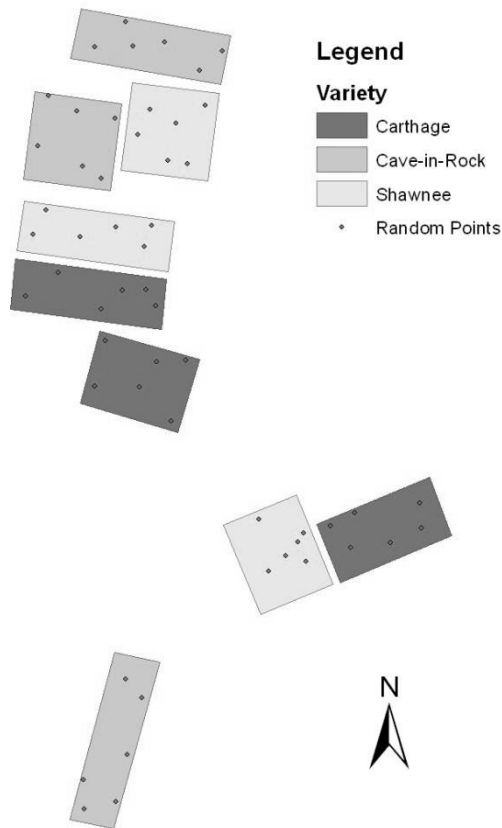 Legend
Variety
Carthage
Cave-in-Rock
Shawnee
Random Points
N